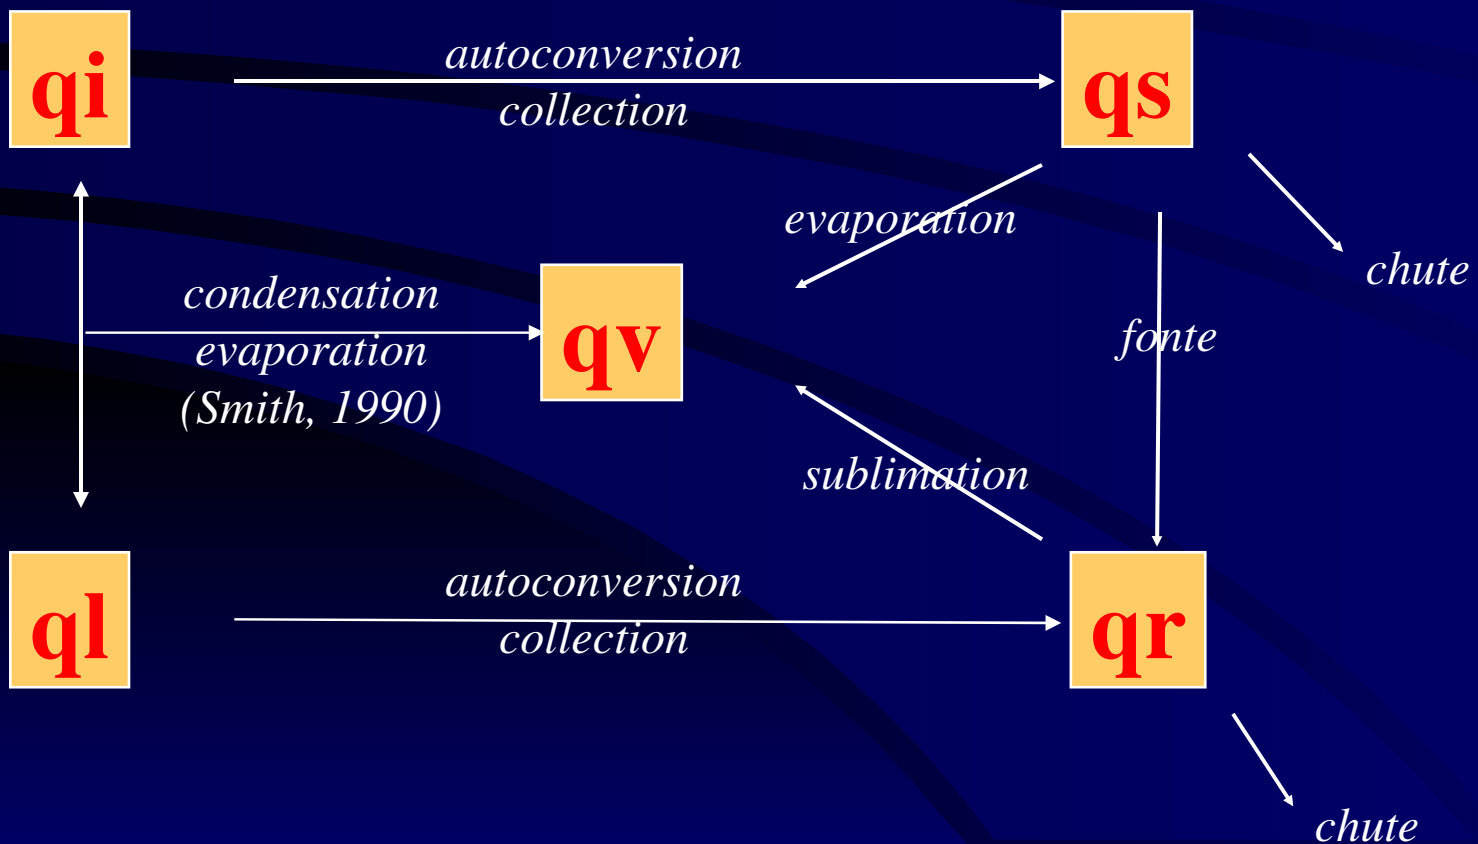 qi
autoconversion
collection
qs
evaporation
chute
condensation
evaporation
(Smith, 1990)
qv
fonte
sublimation
ql
autoconversion
collection
qr
chute